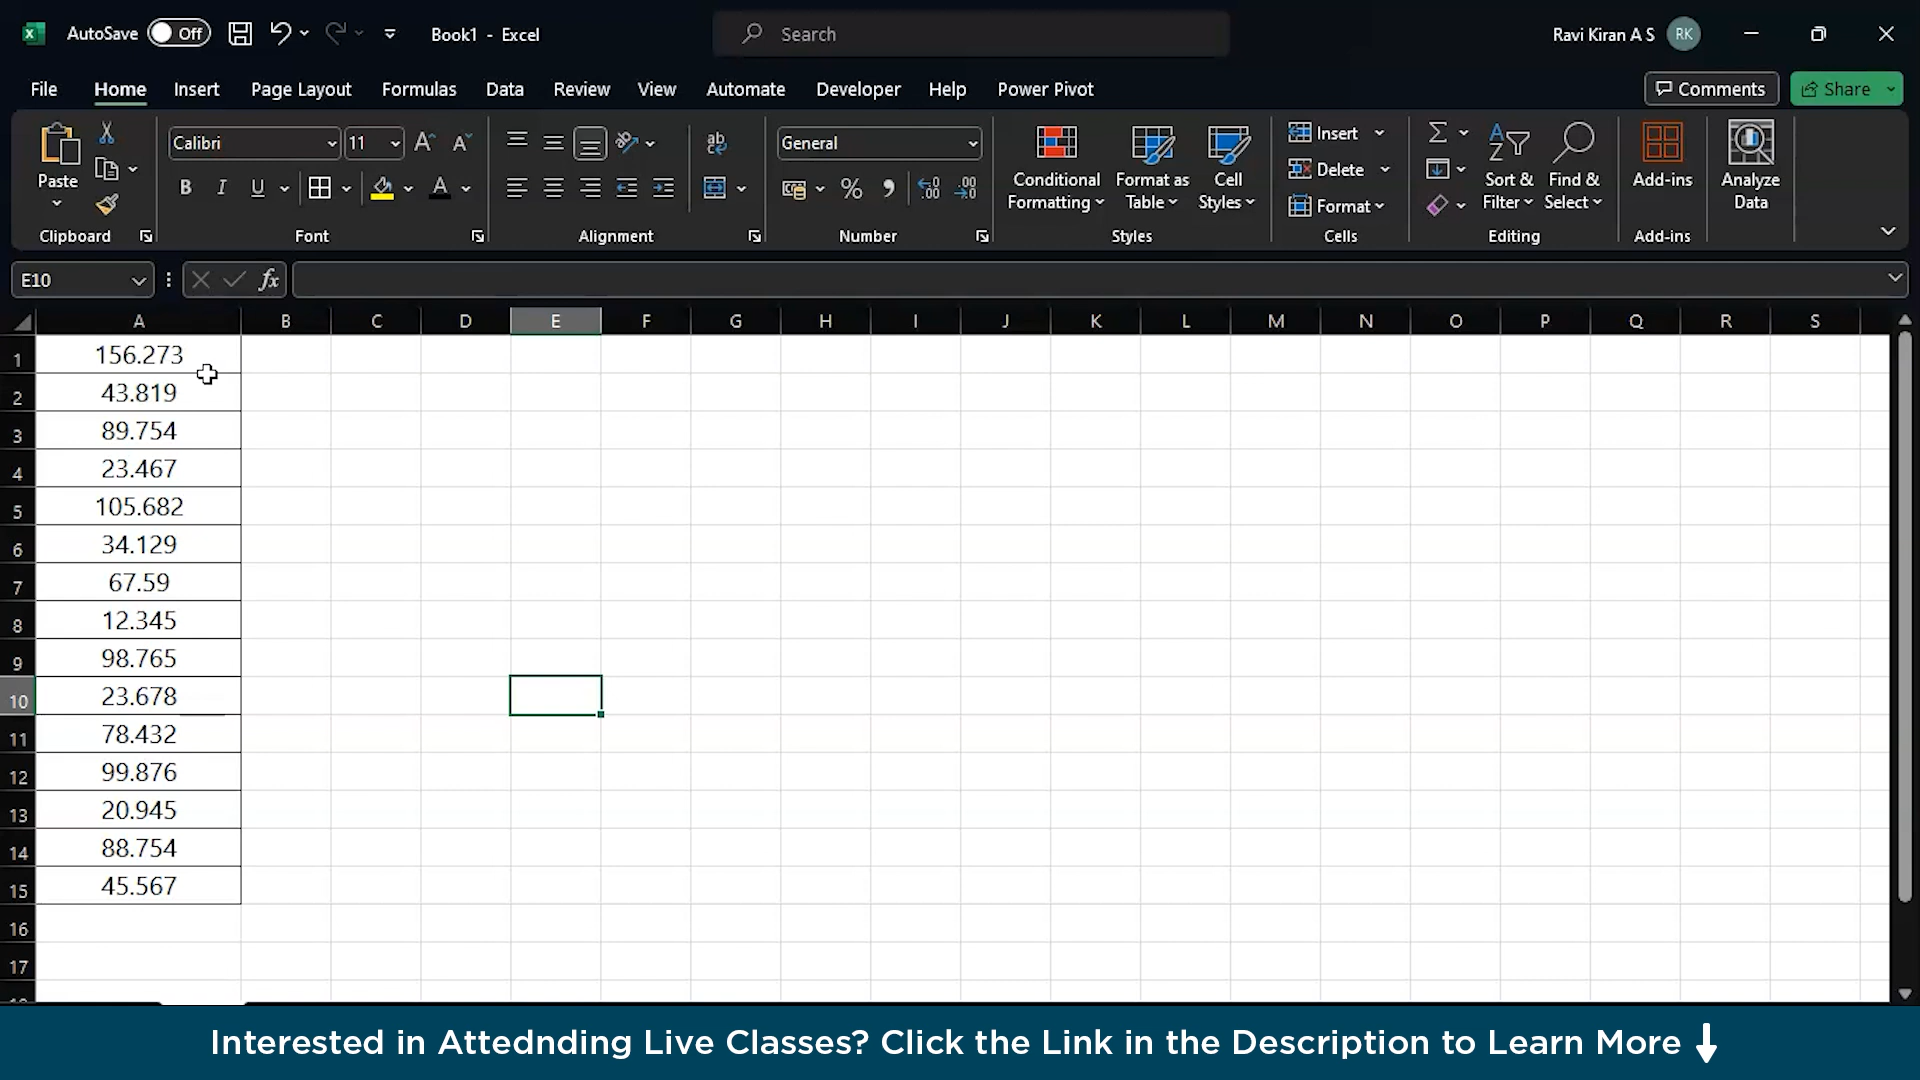 AutoSave Off Book1 - Excel Search Ravi Kiran A S RK
File Home Insert Page Layout Formulas Data Review View Automate Developer Help Power Pivot Comments Share
Calibri 11 General Insert
Paste Conditional Formatting Format as Table Cell Styles Delete Sort & Filter Find & Select Add-ins Analyze Data
B I U A % Format
Clipboard Font Alignment Number Styles Cells Editing Add-ins
E10 fx
A B C D E F G H I J K L M N O P Q R S
1 156.273
2 43.819
3 89.754
4 23.467
5 105.682
6 34.129
7 67.59
8 12.345
9 98.765
10 23.678
11 78.432
12 99.876
13 20.945
14 88.754
15 45.567
16
17
Interested in Attednding Live Classes? Click the Link in the Description to Learn More